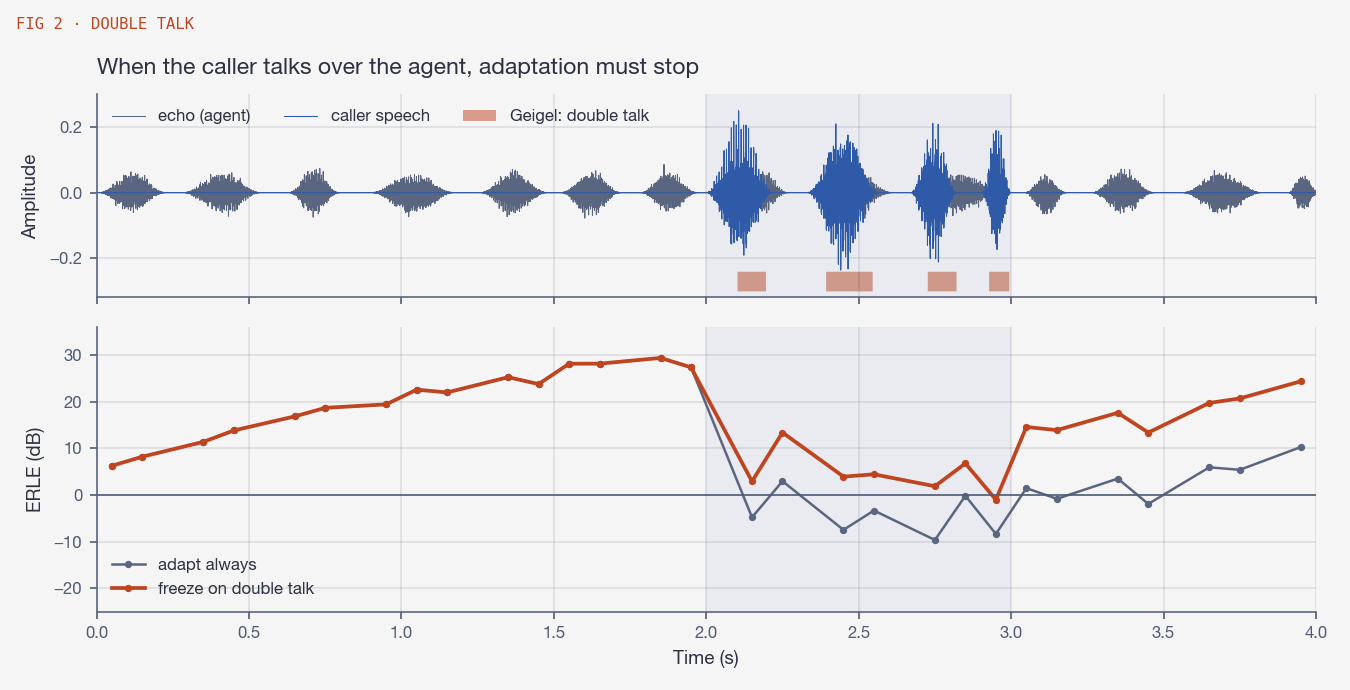 FIG 2 · DOUBLE TALK
When the caller talks over the agent, adaptation must stop
echo (agent) caller speech Geigel: double talk
Amplitude
0.2
0.0
−0.2
ERLE (dB)
30
20
10
0
−10
−20
adapt always
freeze on double talk
0.0 0.5 1.0 1.5 2.0 2.5 3.0 3.5 4.0
Time (s)